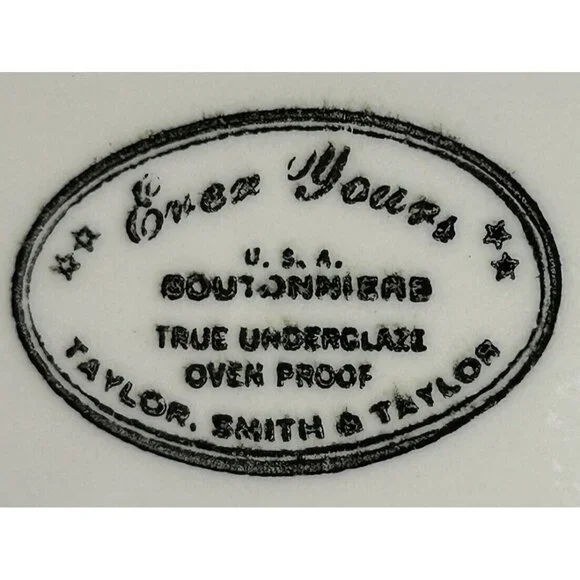 Ever Yours
U. S. A.
BOUTONNIERE
TRUE UNDERGLAZE
OVEN PROOF
TAYLOR, SMITH & TAYLOR